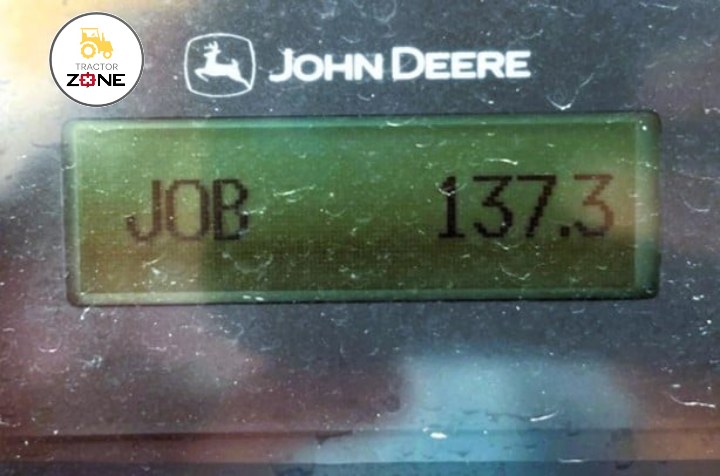 TRACTOR
ZONE
JOHN DEERE
JOB 137.3